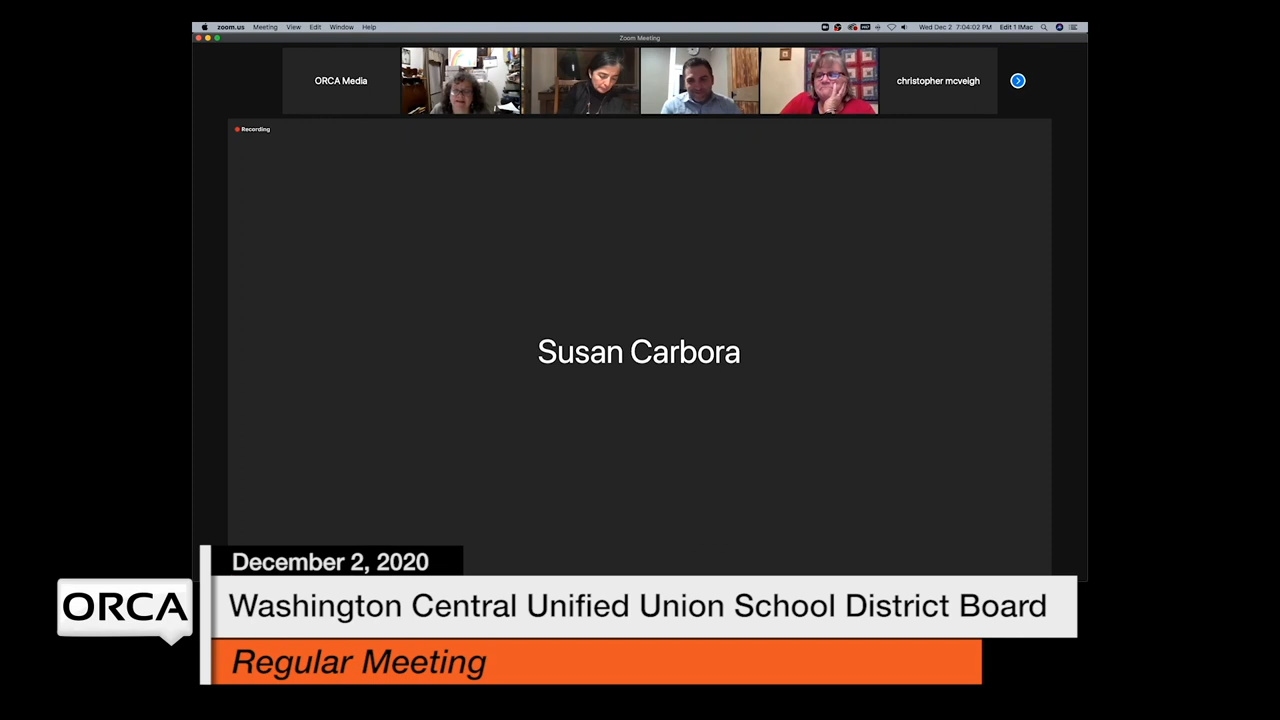 zoom.us Meeting View Edit Window Help Wed Dec 2 7:04:02 PM Edit 1 iMac
Zoom Meeting
ORCA Media
christopher mcveigh
Recording
Susan Carbora
December 2, 2020
ORCA
Washington Central Unified Union School District Board
Regular Meeting